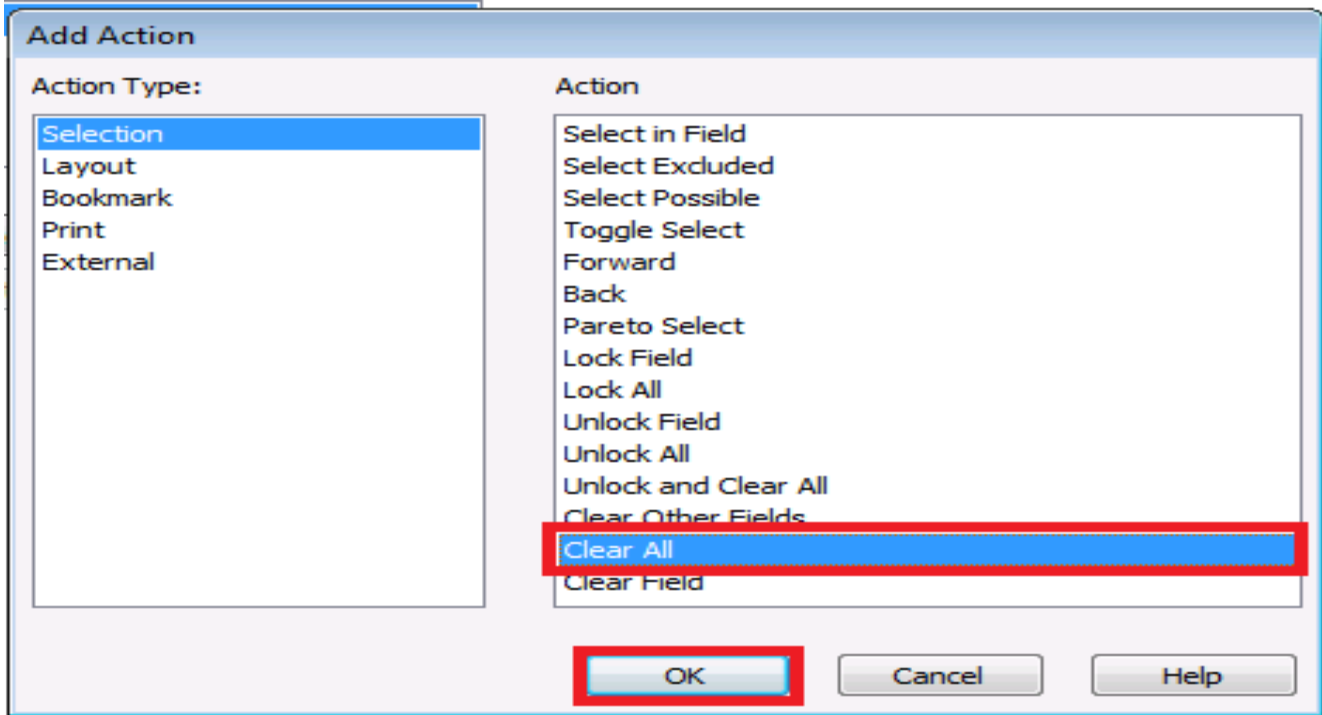 Add Action
Action Type:
Action
Selection
Layout
Bookmark
Print
External
Select in Field
Select Excluded
Select Possible
Toggle Select
Forward
Back
Pareto Select
Lock Field
Lock All
Unlock Field
Unlock All
Unlock and Clear All
Clear Other Fields
Clear All
Clear Field
OK
Cancel
Help